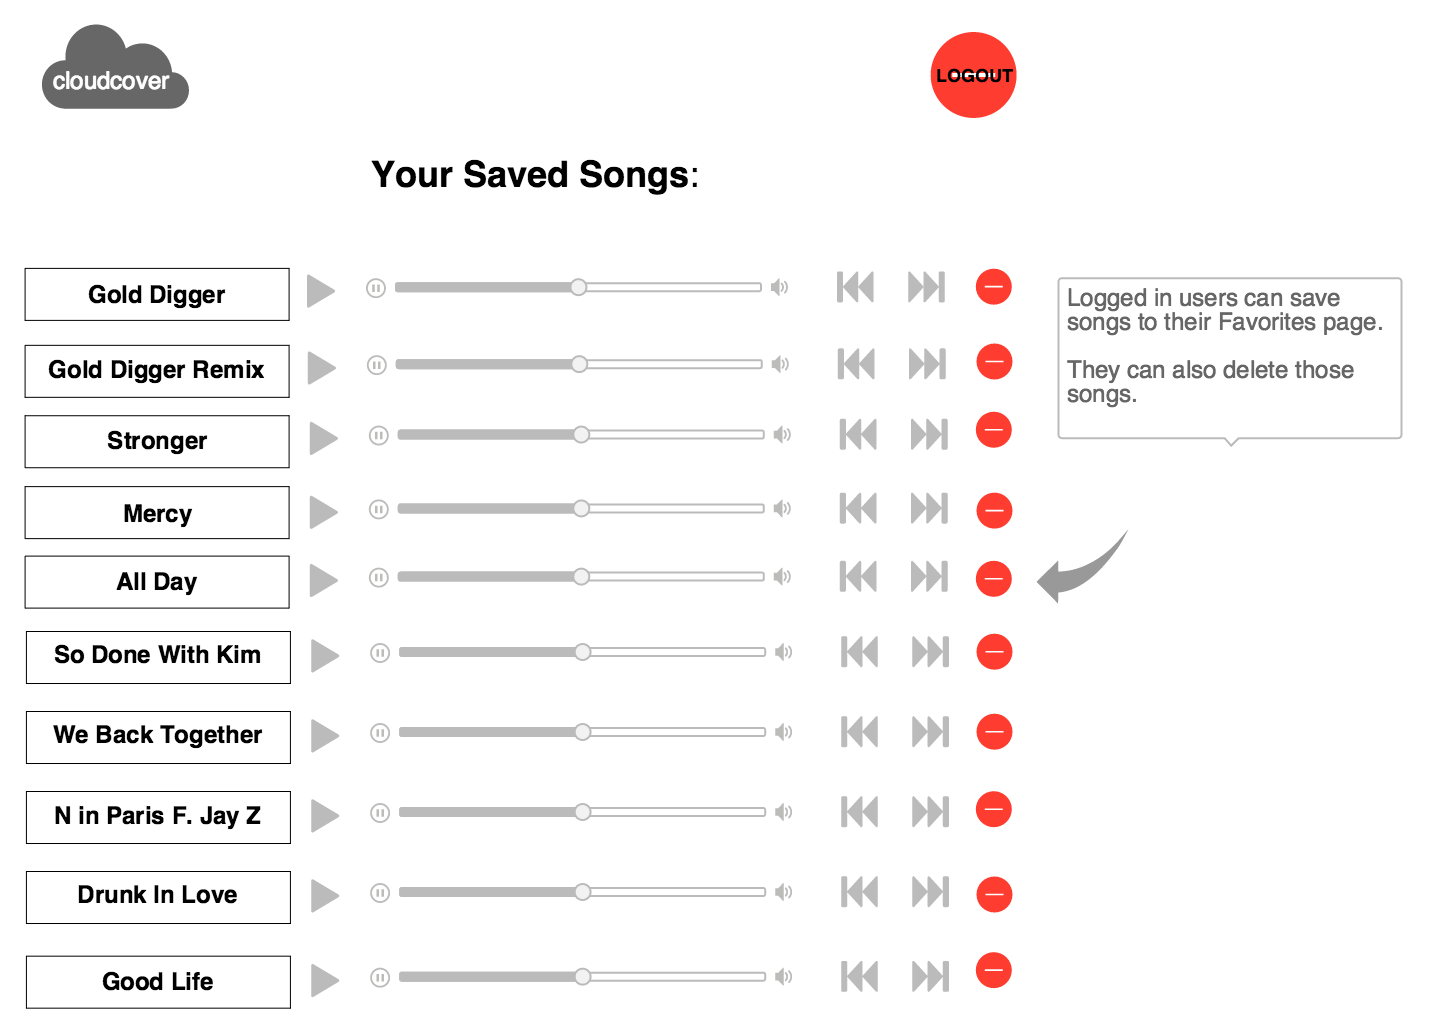 cloudcover
LOGOUT
Your Saved Songs:
Gold Digger
Logged in users can save
songs to their Favorites page.
They can also delete those
songs.
Gold Digger Remix
Stronger
Mercy
All Day
So Done With Kim
We Back Together
N in Paris F. Jay Z
Drunk In Love
Good Life